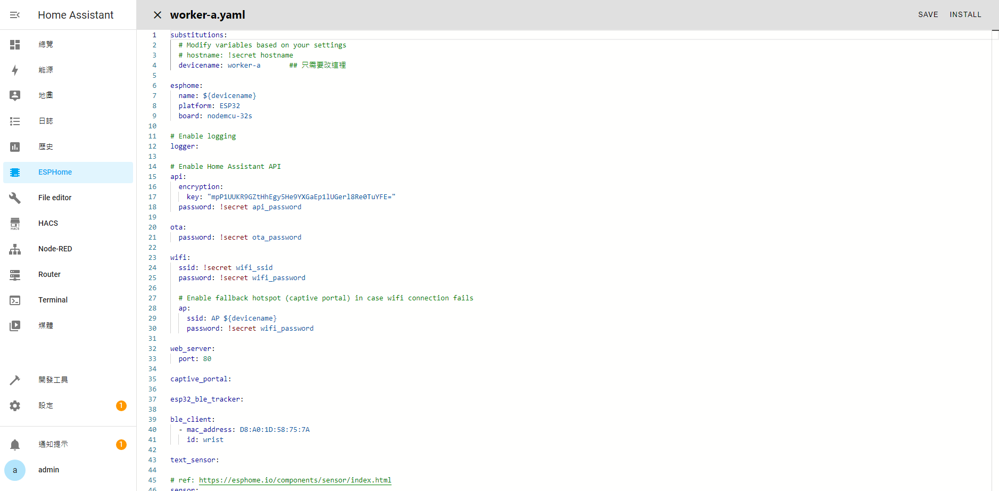 Home Assistant
總覽
能源
地圖
日誌
歷史
ESPHome
File editor
HACS
HACS
Node-RED
Router
Terminal
媒體
開發工具
設定
1
通知提示
1
a
admin
worker-a.yaml
SAVE
INSTALL
1 substitutions:
2 # Modify variables based on your settings
3 # hostname: !secret hostname
4 devicename: worker-a ## 只需要改這裡
5
6 esphome:
7 name: ${devicename}
8 platform: ESP32
9 board: nodemcu-32s
10
11 # Enable logging
12 logger:
13
14 # Enable Home Assistant API
15 api:
16 encryption:
17 key: "mpP1UUKR9GZtHhEgy5He9YXGaEp1lUGerl8Re0TuYFE="
18 password: !secret api_password
19
20 ota:
21 password: !secret ota_password
22
23 wifi:
24 ssid: !secret wifi_ssid
25 password: !secret wifi_password
26
27 # Enable fallback hotspot (captive portal) in case wifi connection fails
28 ap:
29 ssid: AP ${devicename}
30 password: !secret wifi_password
31
32 web_server:
33 port: 80
34
35 captive_portal:
36
37 esp32_ble_tracker:
38
39 ble_client:
40 - mac_address: D8:A0:1D:58:75:7A
41 id: wrist
42
43 text_sensor:
44
45 # ref: https://esphome.io/components/sensor/index.html
46 sensor: